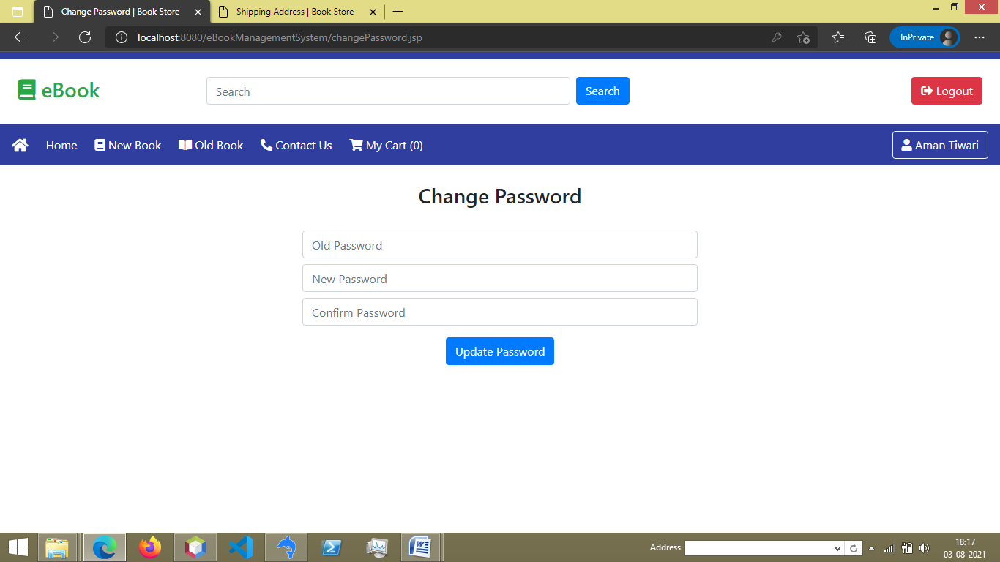 Change Password | Book Store
Shipping Address | Book Store
localhost:8080/eBookManagementSystem/changePassword.jsp
InPrivate
eBook
Search
Search
Logout
Home
New Book
Old Book
Contact Us
My Cart (0)
Aman Tiwari
Change Password
Old Password
New Password
Confirm Password
Update Password
Address
18:17
03-08-2021